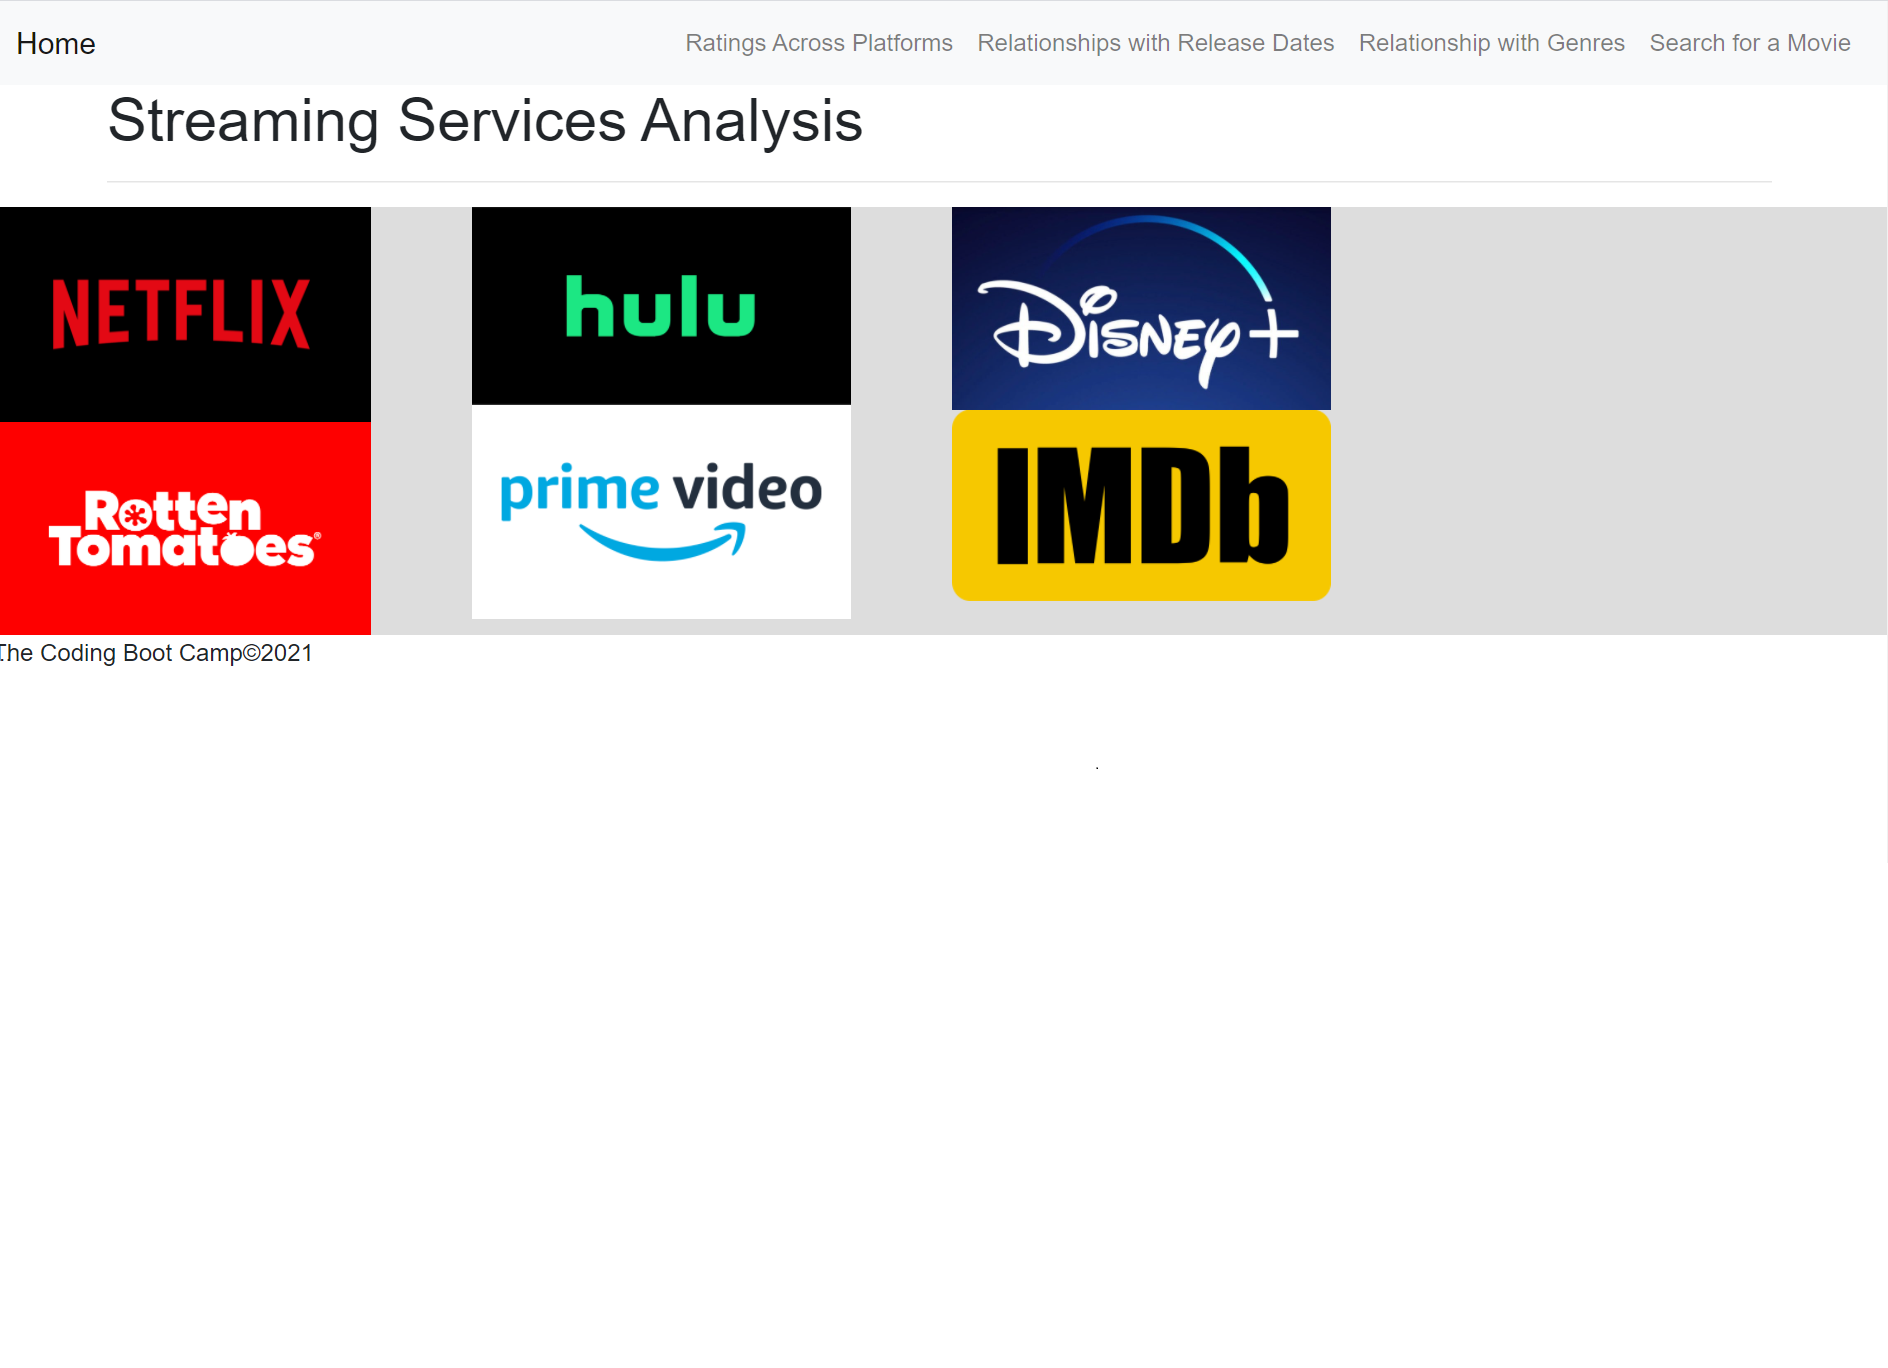 Home
Ratings Across Platforms
Relationships with Release Dates
Relationship with Genres
Search for a Movie
Streaming Services Analysis
NETFLIX
hulu
Disney+
Rotten
Tomatoes®
prime video
IMDb
The Coding Boot Camp©2021
.